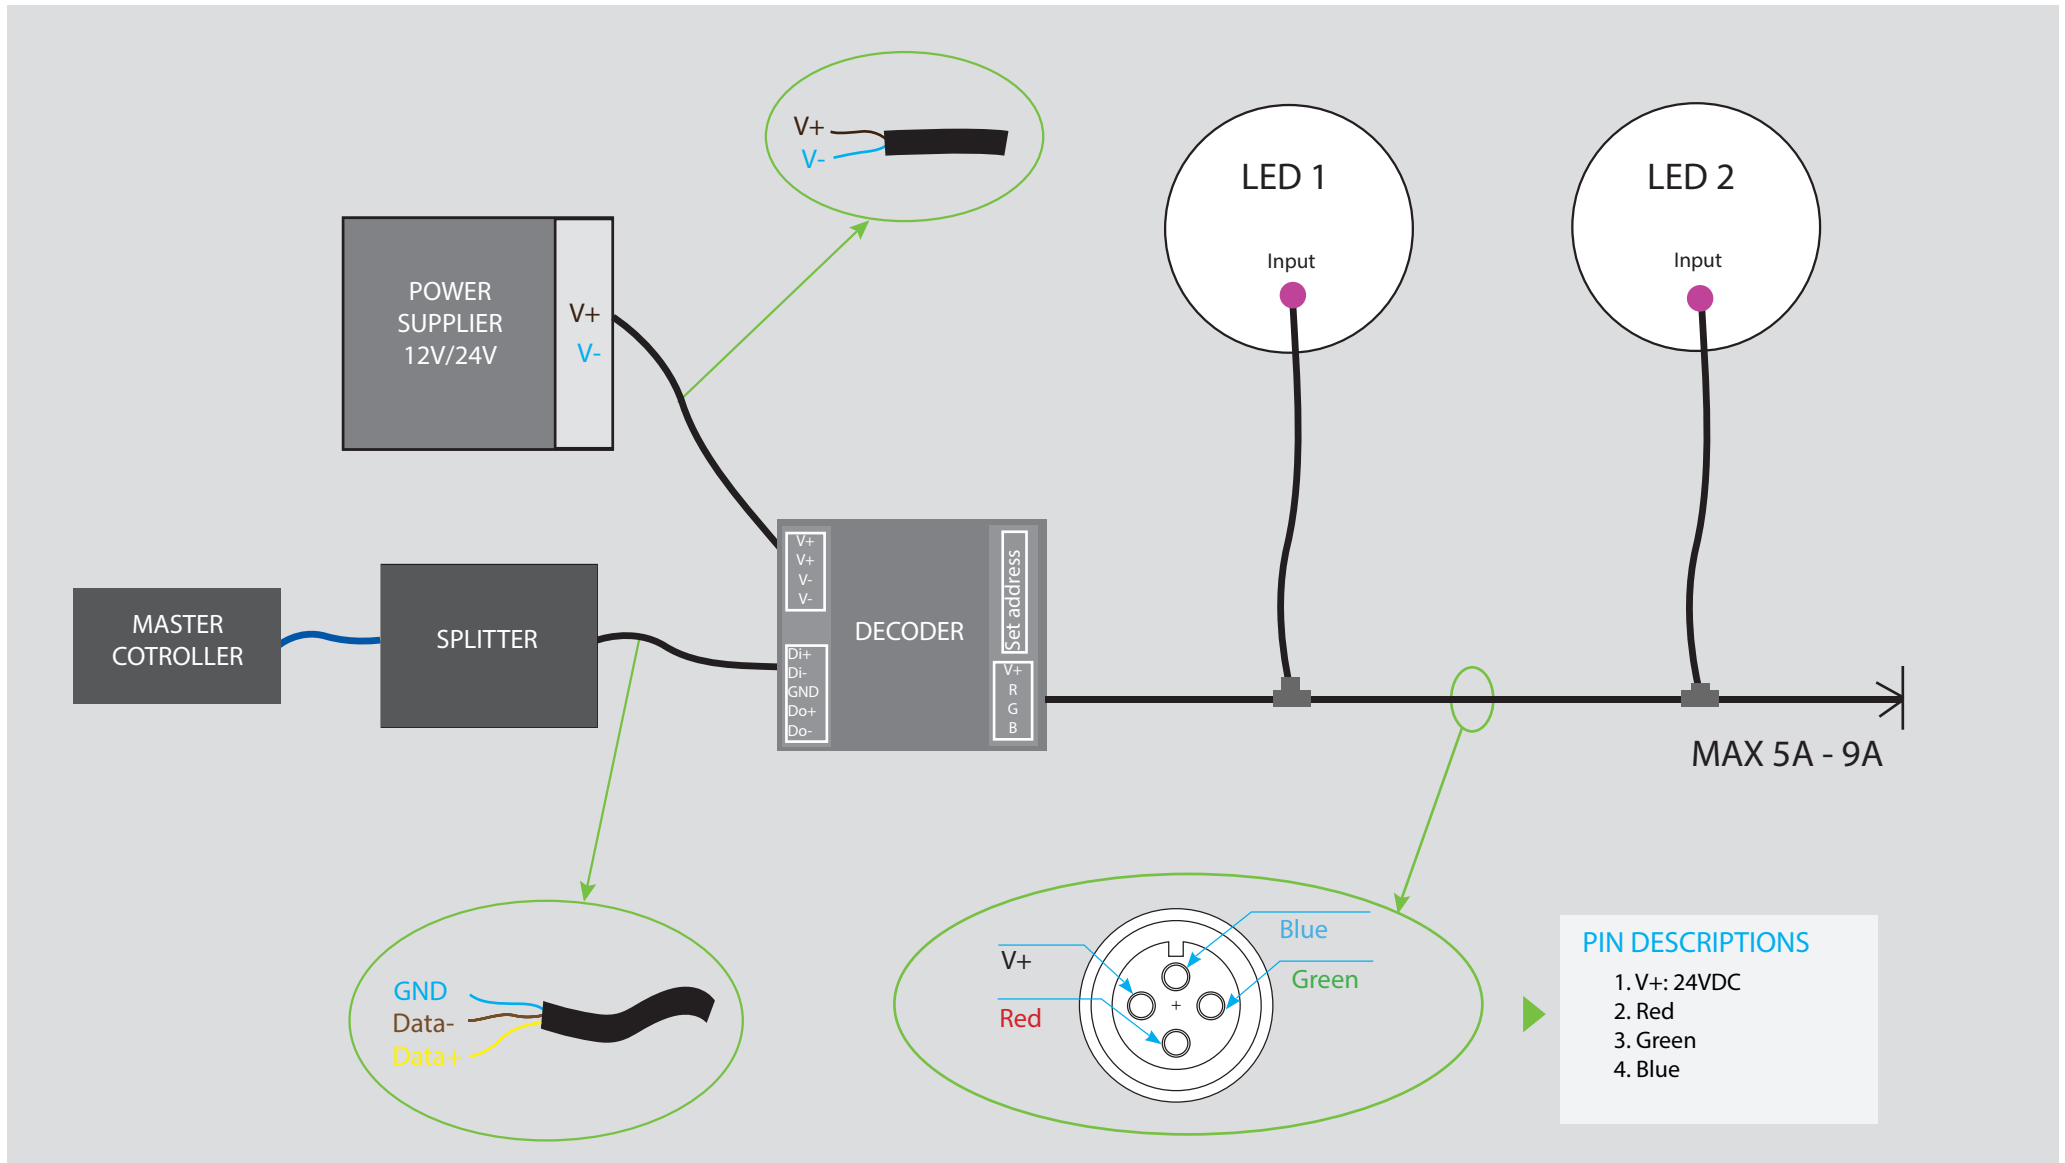 V+
V-
LED 1
Input
LED 2
Input
POWER
SUPPLIER
12V/24V
V+
V-
MASTER
COTROLLER
SPLITTER
V+
V+
V-
V-
Di+
Di-
GND
Do+
Do-
DECODER
Set address
V+
R
G
B
MAX 5A - 9A
GND
Data-
Data+
V+
Red
Blue
Green
PIN DESCRIPTIONS
1. V+: 24VDC
2. Red
3. Green
4. Blue